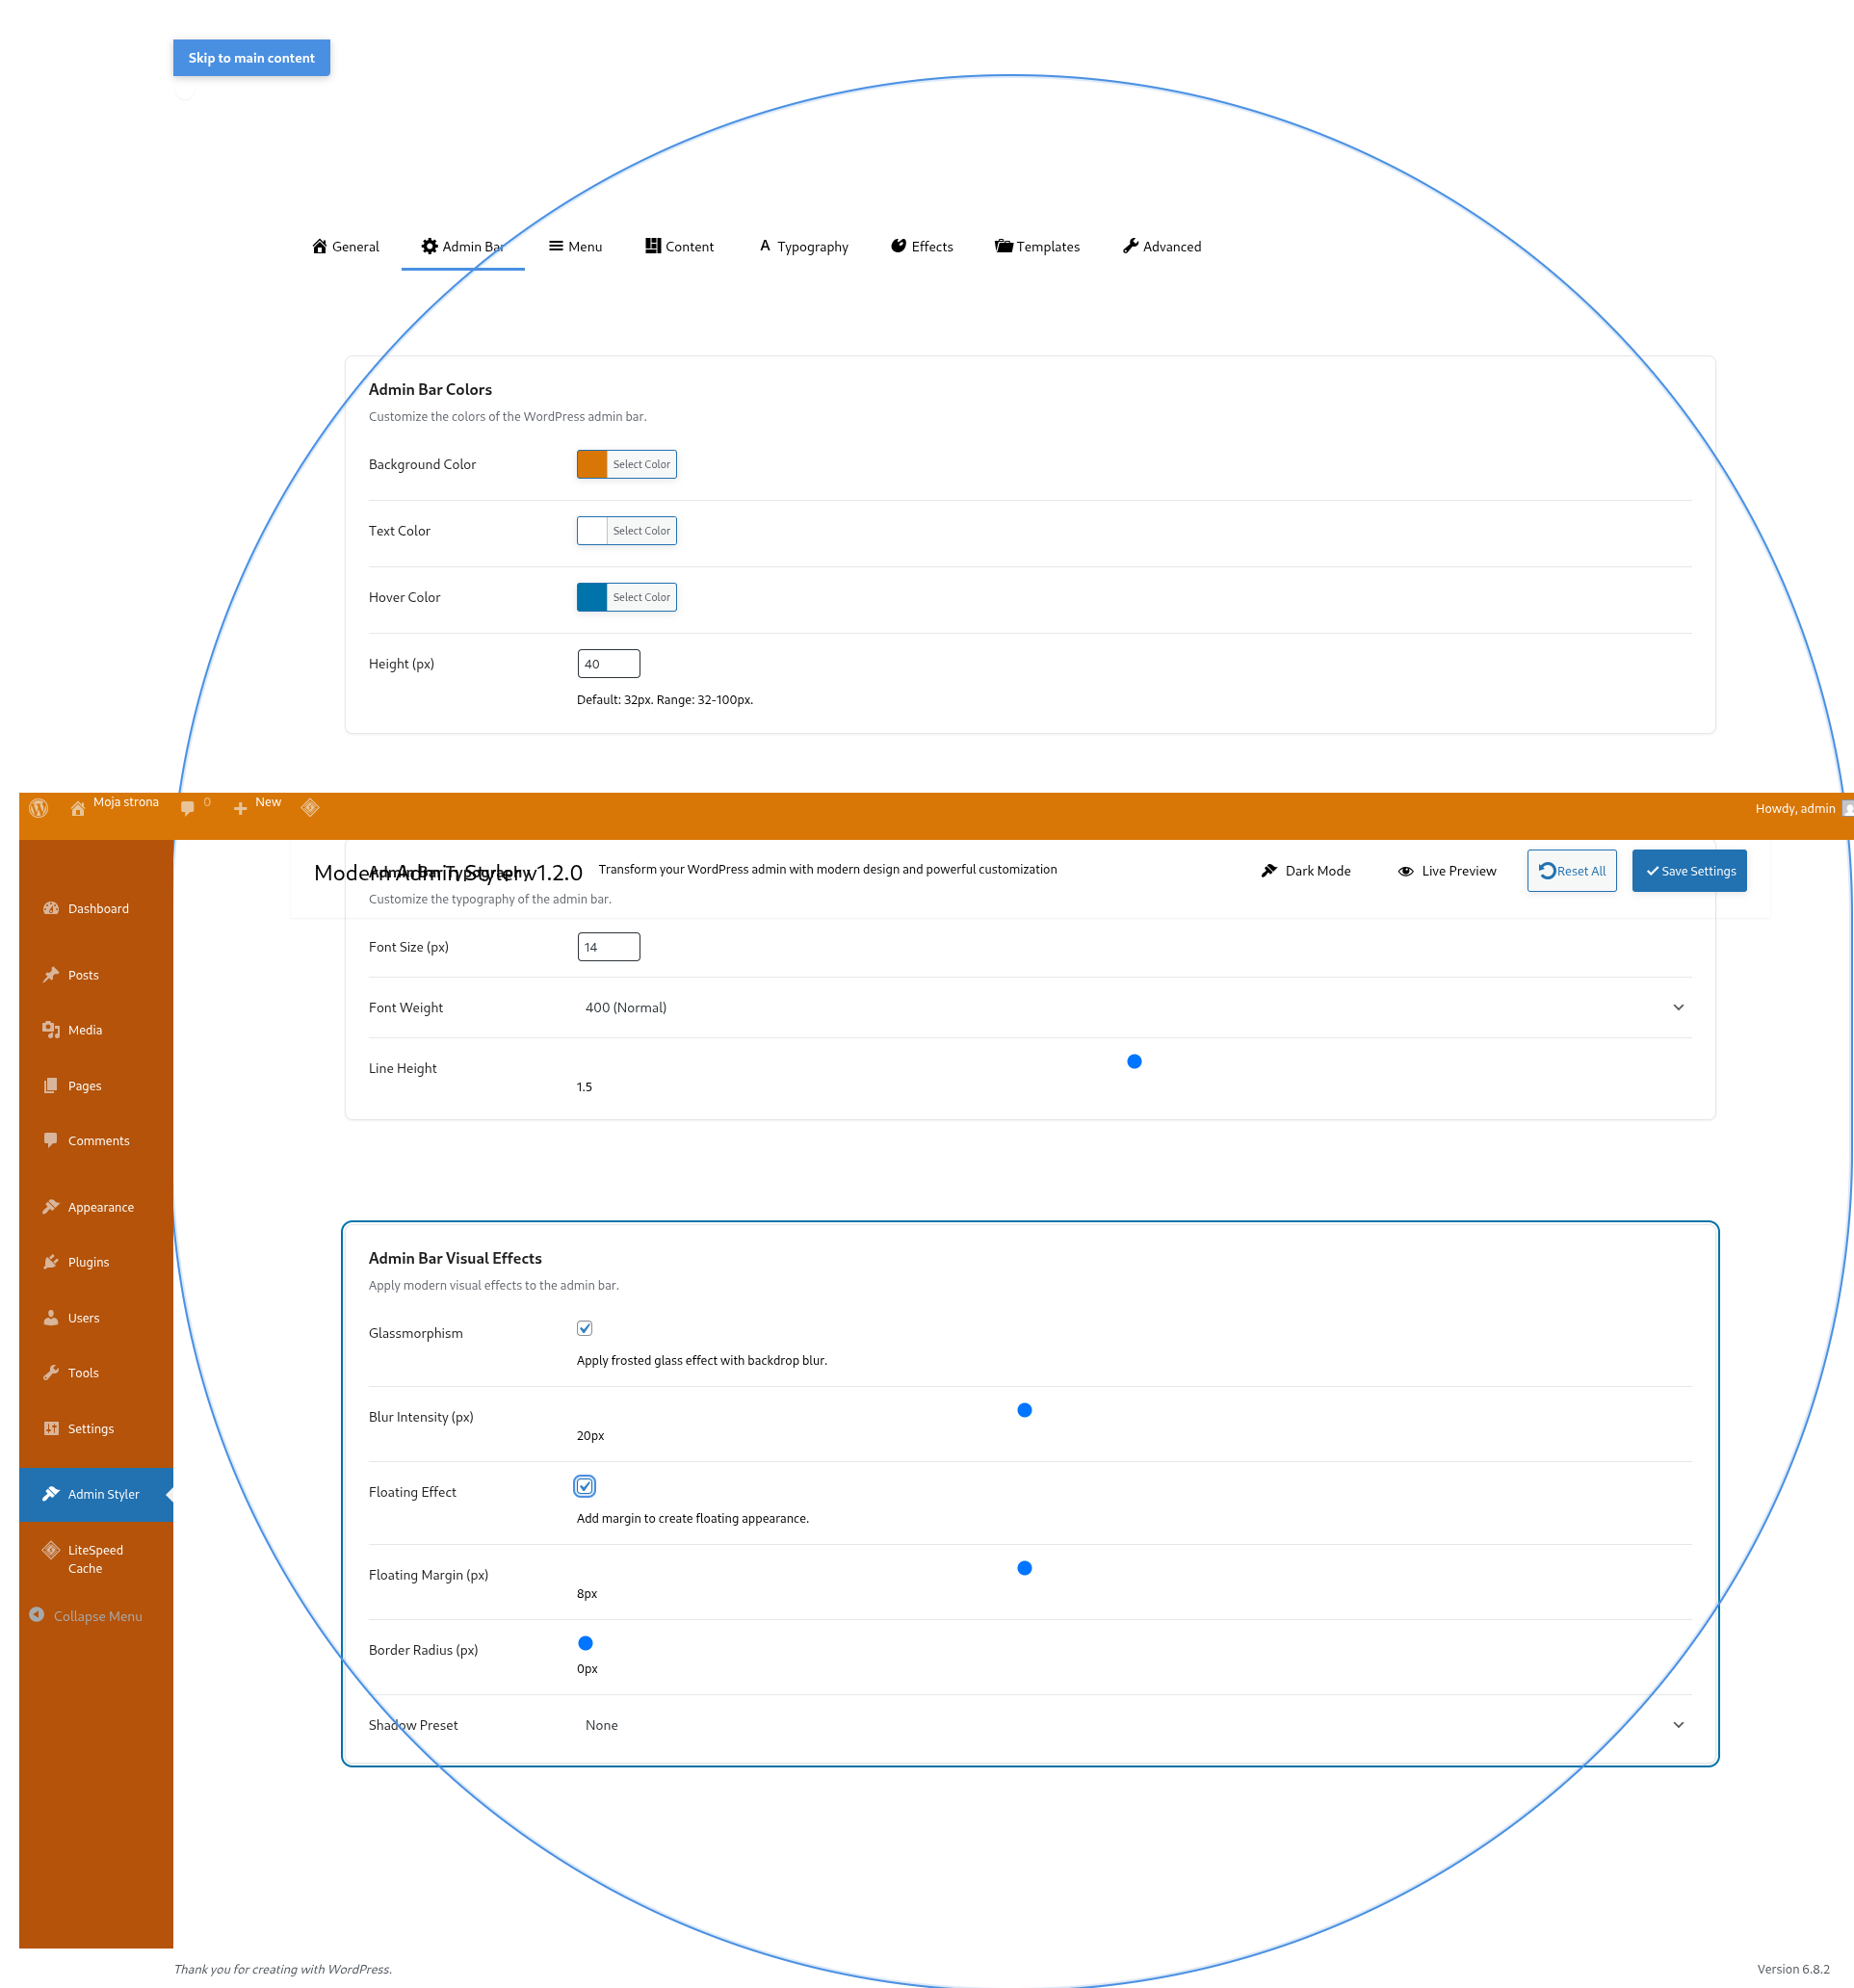 Skip to main content
General
Admin Bar
Menu
Content
A Typography
Effects
Templates
Advanced
Admin Bar Colors
Customize the colors of the WordPress admin bar.
Background Color
Select Color
Text Color
Select Color
Hover Color
Select Color
Height (px)
40
Default: 32px. Range: 32-100px.
Moja strona
0
New
Howdy, admin
Modern Admin Styler v1.2.0
Transform your WordPress admin with modern design and powerful customization
Dark Mode
Live Preview
Reset All
Save Settings
Admin Bar Typography
Customize the typography of the admin bar.
Font Size (px)
14
Font Weight
400 (Normal)
Line Height
1.5
Dashboard
Posts
Media
Pages
Comments
Appearance
Plugins
Users
Tools
Settings
Admin Styler
LiteSpeed
Cache
Collapse Menu
Admin Bar Visual Effects
Apply modern visual effects to the admin bar.
Glassmorphism
Apply frosted glass effect with backdrop blur.
Blur Intensity (px)
20px
Floating Effect
Add margin to create floating appearance.
Floating Margin (px)
8px
Border Radius (px)
0px
Shadow Preset
None
Thank you for creating with WordPress.
Version 6.8.2